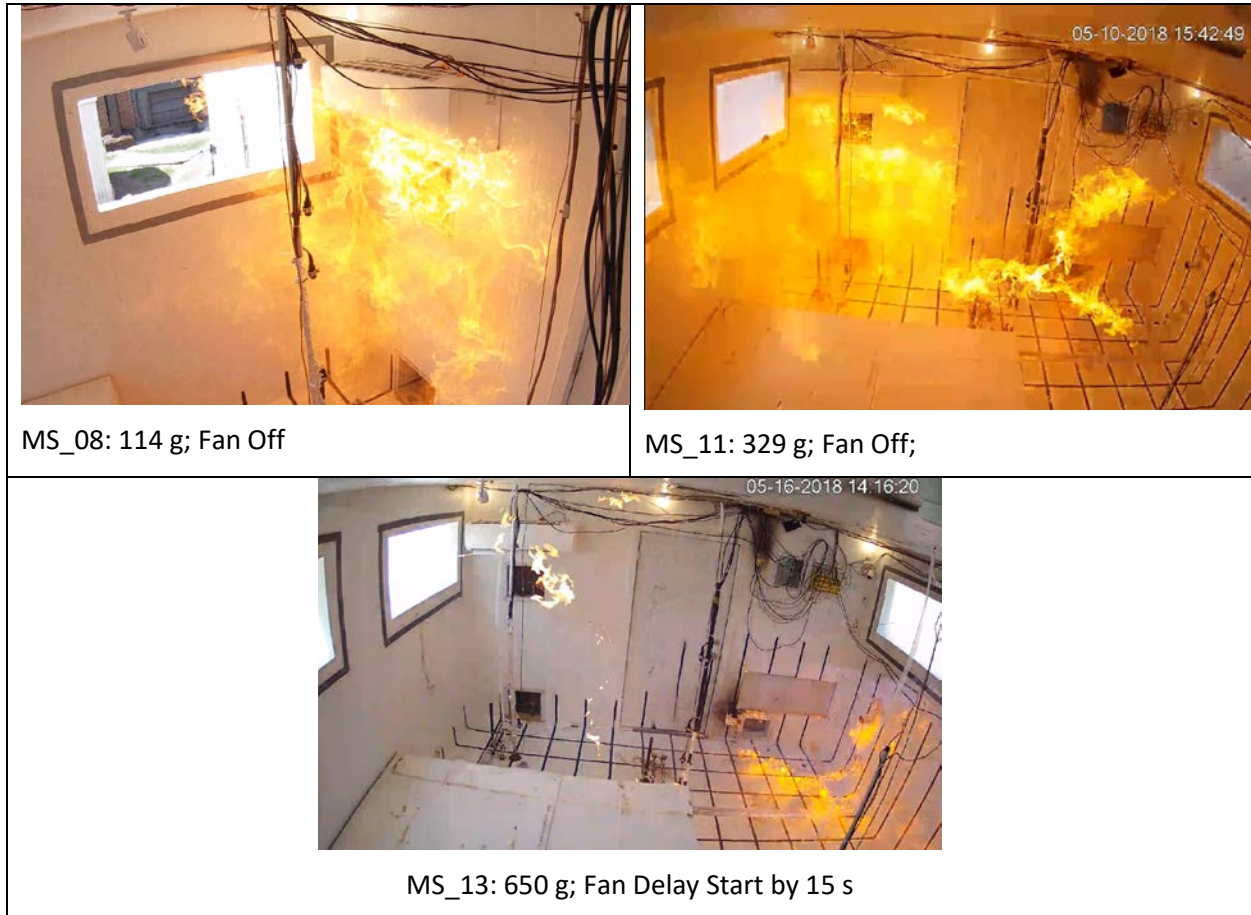 05-10-2018 15:42:49
MS_08: 114 g; Fan Off
MS_11: 329 g; Fan Off;
05-16-2018 14:16:20
MS_13: 650 g; Fan Delay Start by 15 s